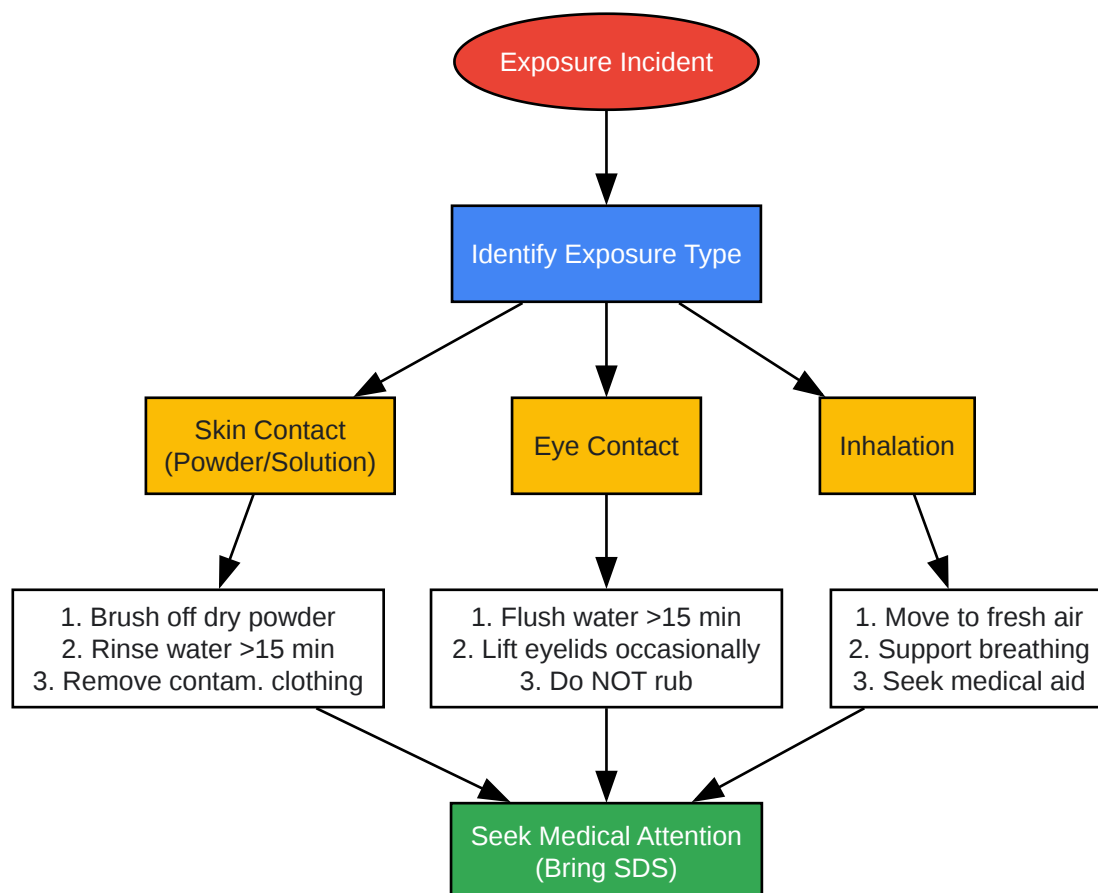 Exposure Incident
Identify Exposure Type
Skin Contact
(Powder/Solution)
Eye Contact
Inhalation
1. Brush off dry powder
2. Rinse water >15 min
3. Remove contam. clothing
1. Flush water >15 min
2. Lift eyelids occasionally
3. Do NOT rub
1. Move to fresh air
2. Support breathing
3. Seek medical aid
Seek Medical Attention
(Bring SDS)